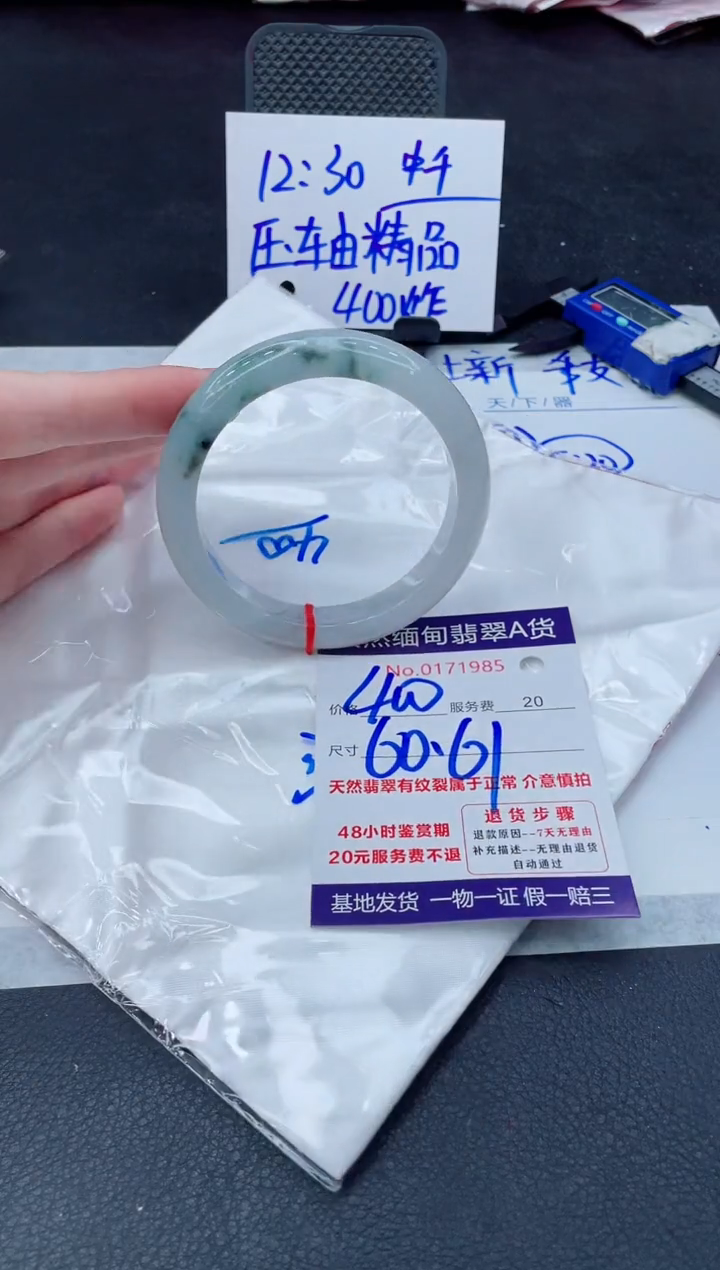 12:30
压车由精品
400昨
上新
天/下/器
400
然缅甸翡翠A货
No.0171985
价格 400 服务费 20
尺寸 60.61
天然翡翠有纹裂属于正常 介意慎拍
48小时鉴赏期
20元服务费不退
退货步骤
退款原因--7天无理由
补充描述--无理由退货
自动通过
基地发货 一物一证 假一赔三